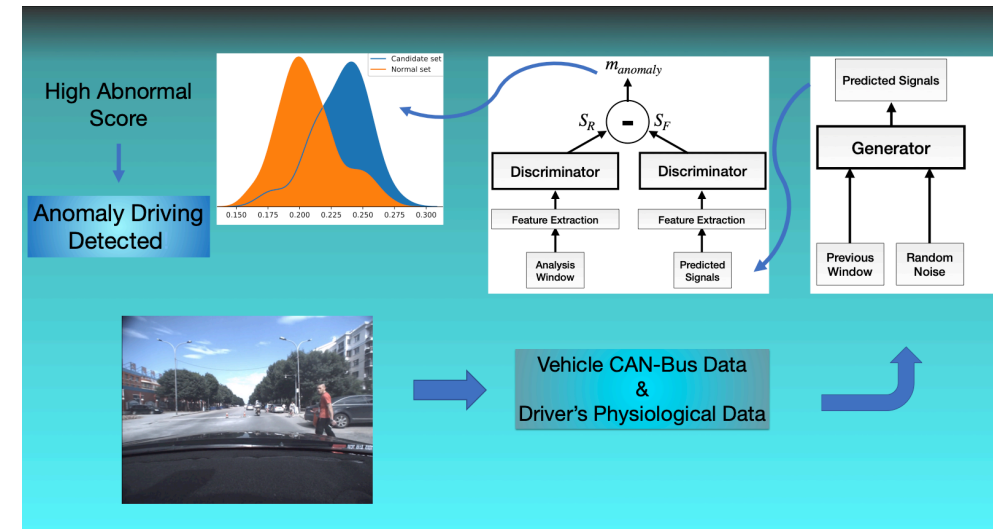 High Abnormal
Score
Anomaly Driving
Detected
Candidate set
Normal set
0.150 0.175 0.200 0.225 0.250 0.275 0.300
m_anomaly
S_R S_F
-
Discriminator Discriminator
Feature Extraction Feature Extraction
Analysis
Window
Predicted
Signals
Predicted Signals
Generator
Previous
Window
Random
Noise
Vehicle CAN-Bus Data
&
Driver's Physiological Data